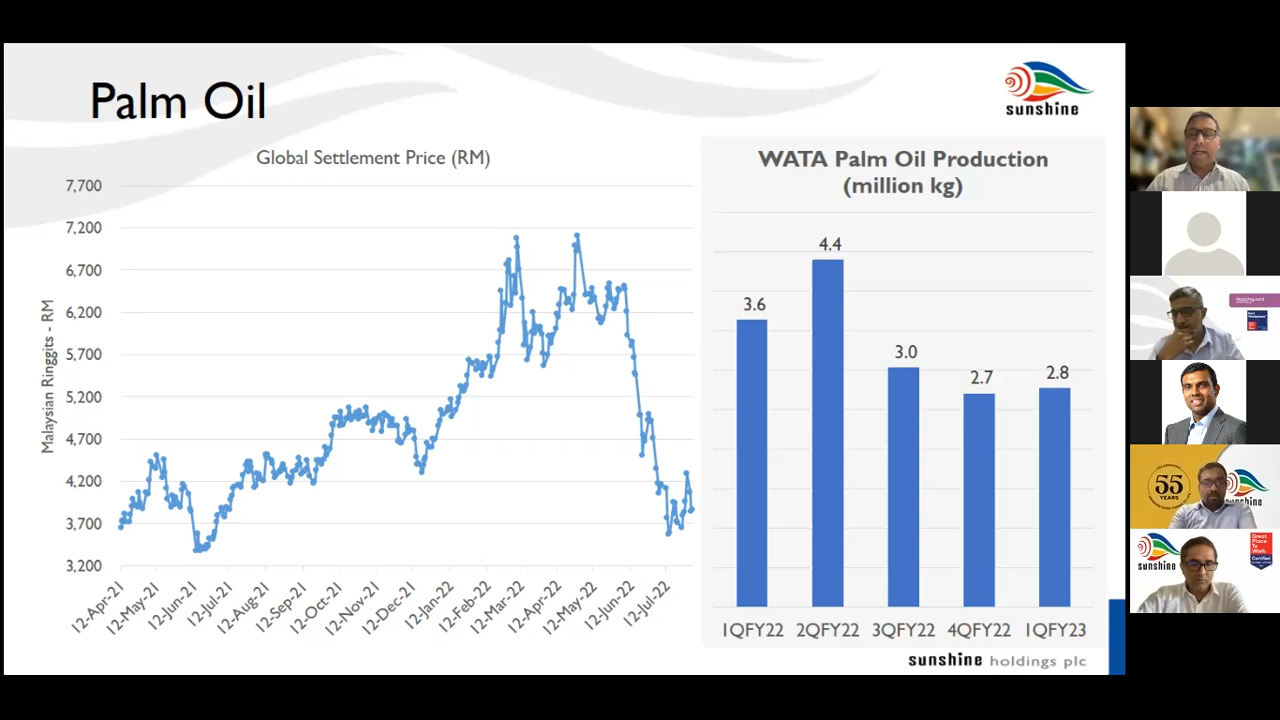 Palm Oil
sunshine
Global Settlement Price (RM)
Malaysian Ringgits - RM
7,700
7,200
6,700
6,200
5,700
5,200
4,700
4,200
3,700
3,200
12-Apr-21
12-May-21
12-Jun-21
12-Jul-21
12-Aug-21
12-Sep-21
12-Oct-21
12-Nov-21
12-Dec-21
12-Jan-22
12-Feb-22
12-Mar-22
12-Apr-22
12-May-22
12-Jun-22
12-Jul-22
WATA Palm Oil Production
(million kg)
3.6
4.4
3.0
2.7
2.8
1QFY22 2QFY22 3QFY22 4QFY22 1QFY23
sunshine holdings plc
55
YEARS
sunshine
Great
Place
To
Work.
Certified